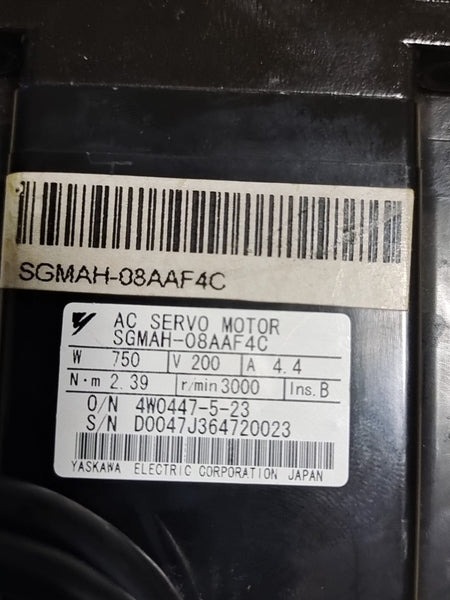 SGMAH-08AAF4C
AC SERVO MOTOR
SGMAH-08AAF4C
W 750 V 200 A 4.4
N·m 2.39 r/min 3000 Ins. B
O/N 4W0447-5-23
S/N D0047J364720023
YASKAWA ELECTRIC CORPORATION JAPAN